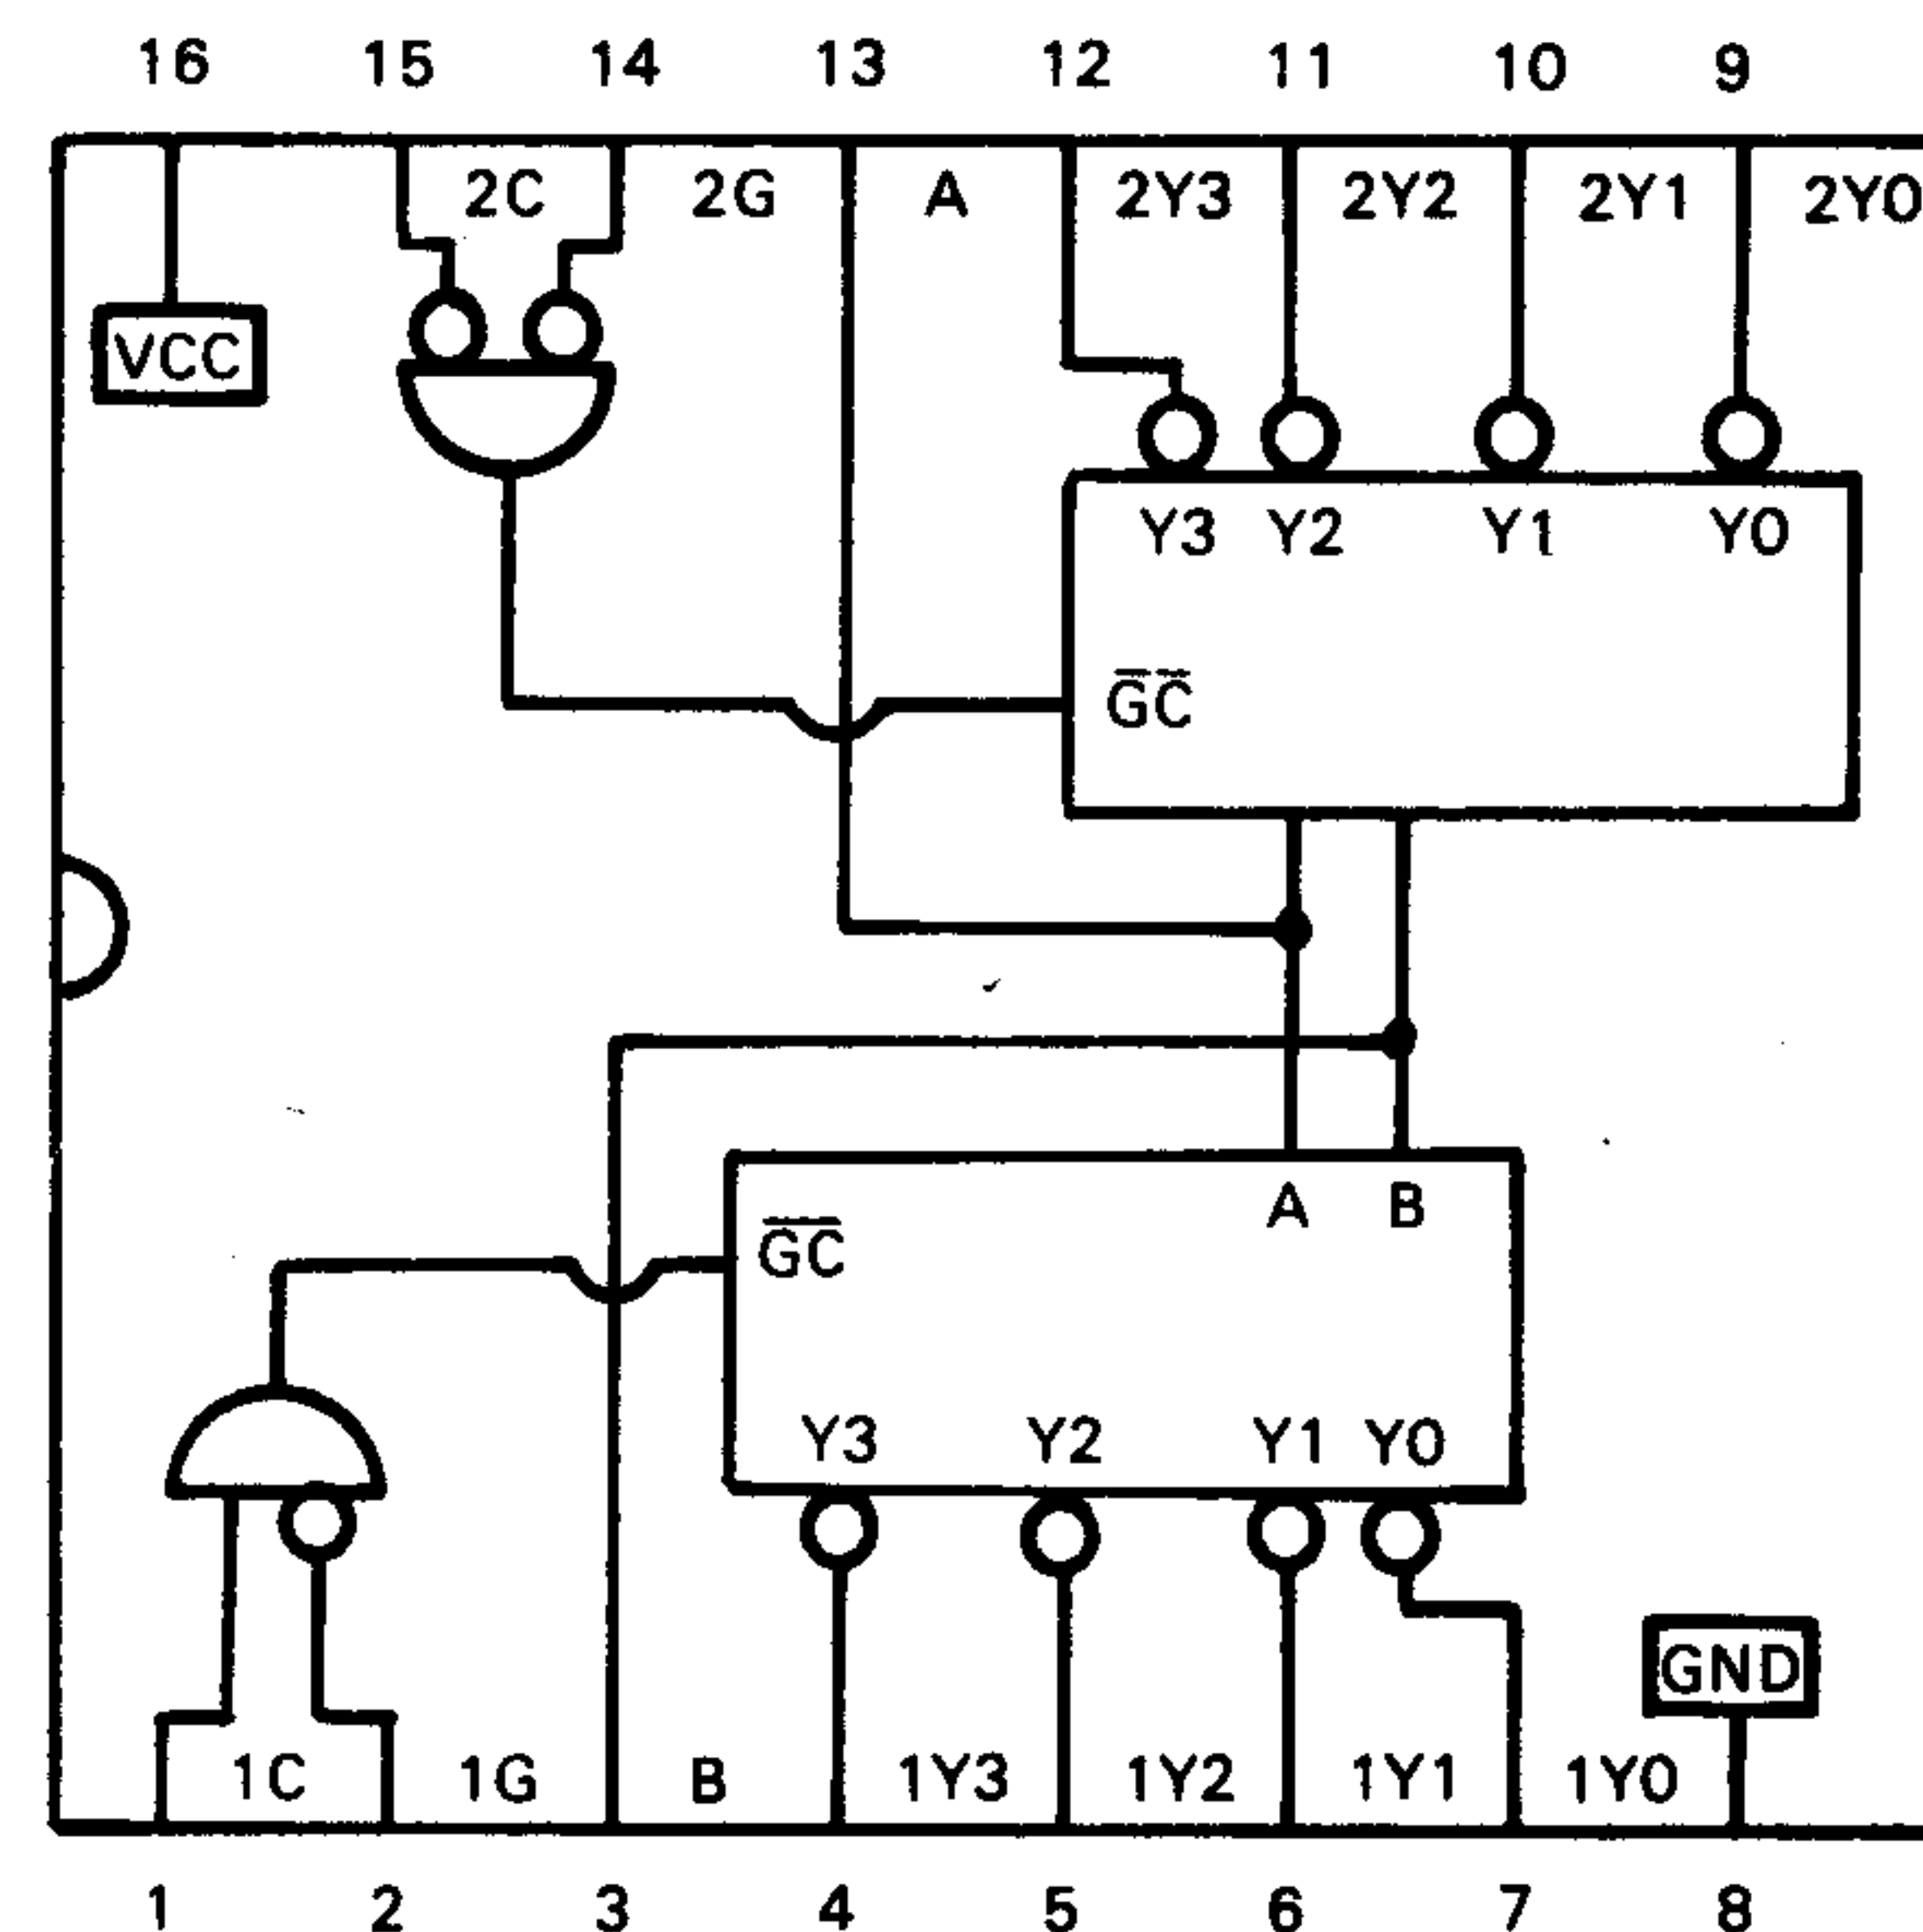 16 15 14 13 12 11 10 9
2C 2G A 2Y3 2Y2 2Y1 2Y0
VCC
Y3 Y2 Y1 Y0
G̅C̅
A B
G̅C̅
Y3 Y2 Y1 Y0
GND
1C 1G B 1Y3 1Y2 1Y1 1Y0
1 2 3 4 5 6 7 8